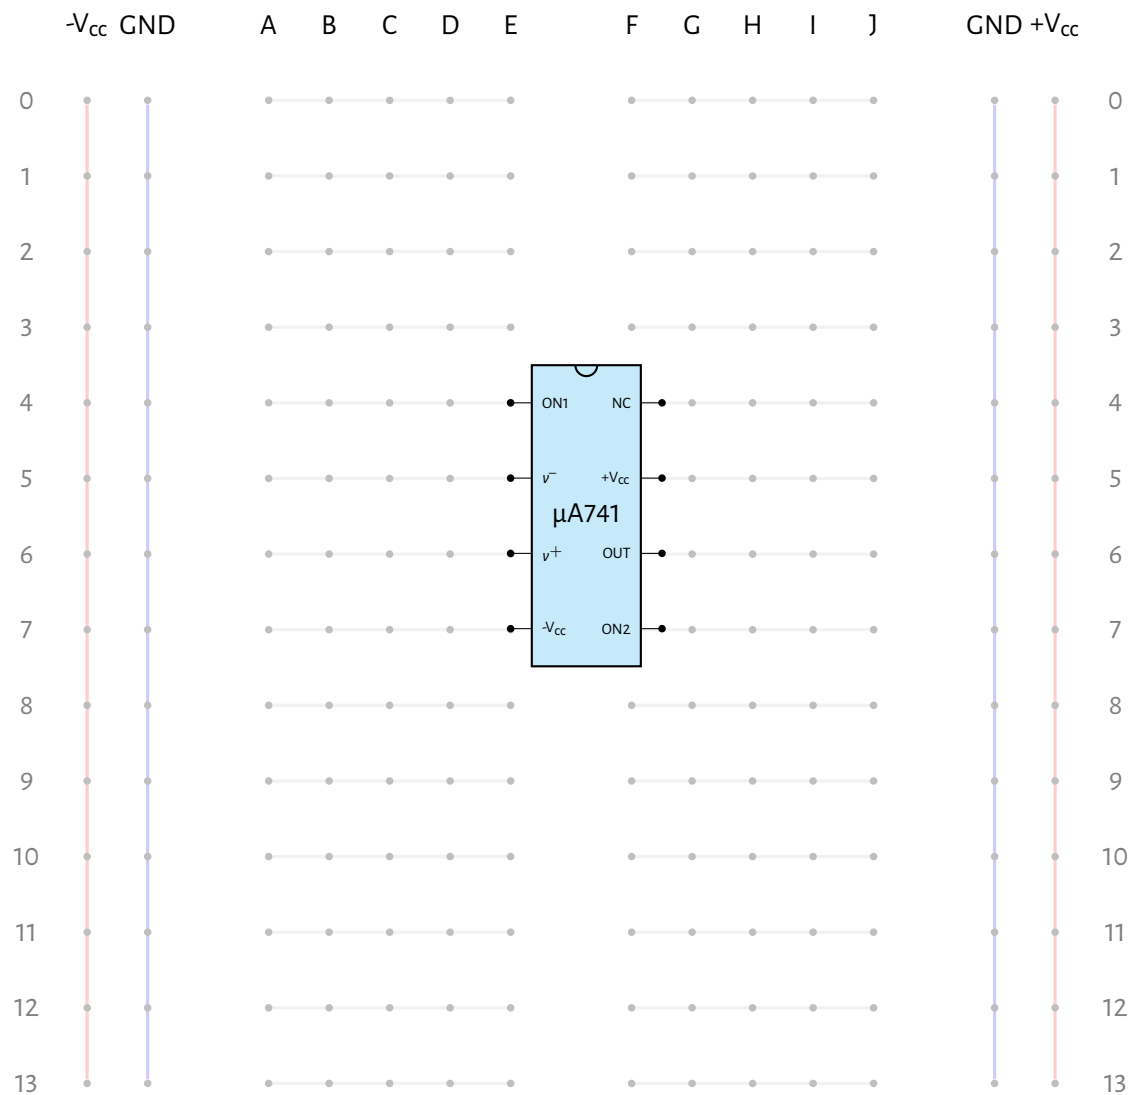 -Vcc GND A B C D E F G H I J GND +Vcc
0 0
1 1
2 2
3 3
4 ON1 NC 4
5 v− +Vcc 5
µA741
6 v+ OUT 6
7 -Vcc ON2 7
8 8
9 9
10 10
11 11
12 12
13 13